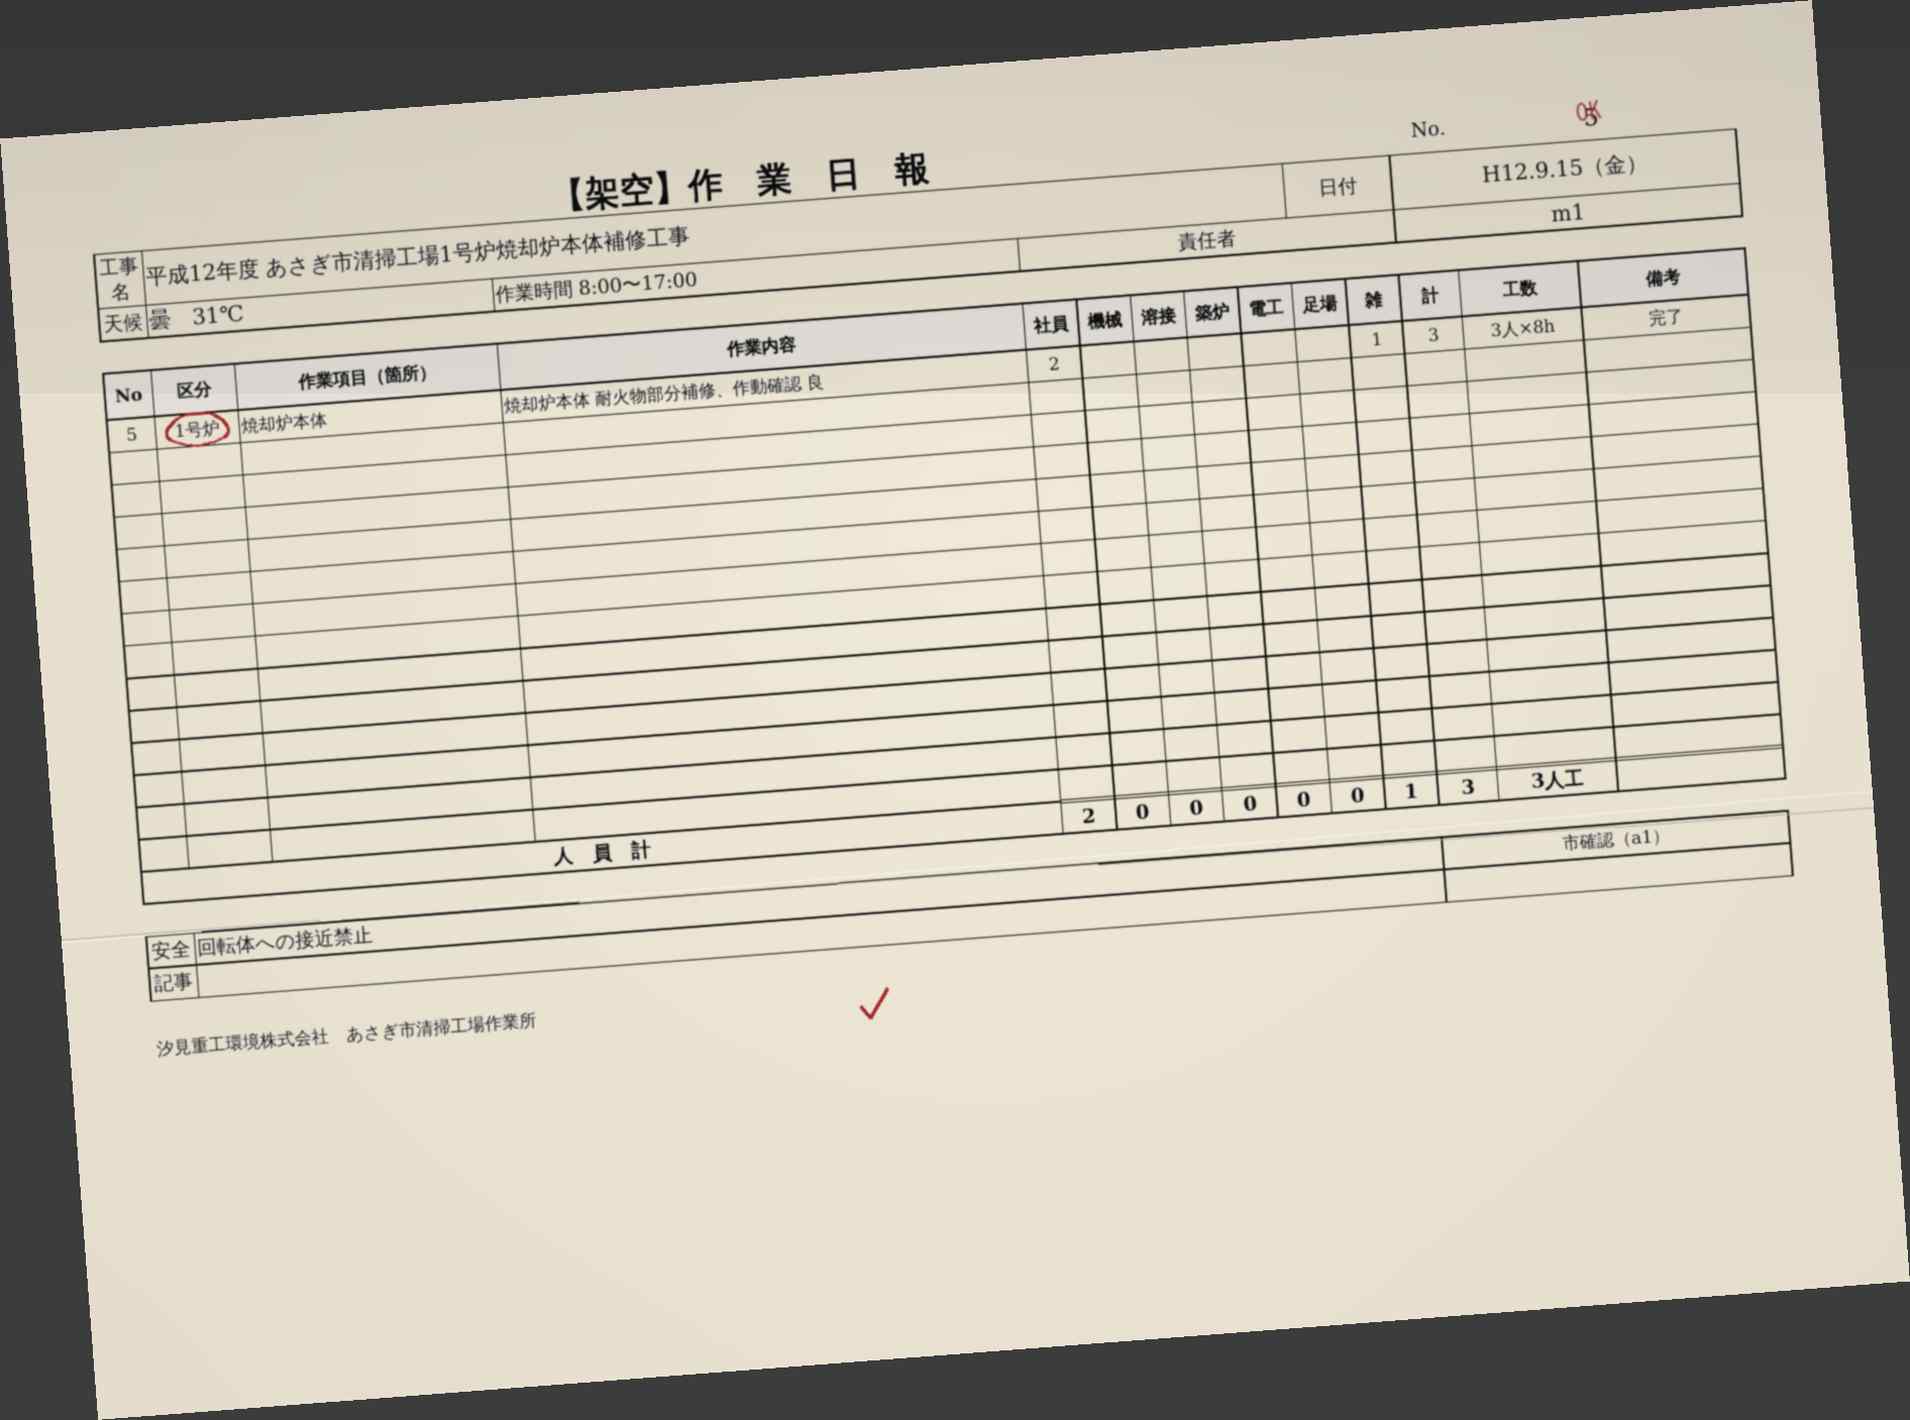 No. 5
OK
【架空】作 業 日 報
工事名 平成12年度 あさぎ市清掃工場1号炉焼却炉本体補修工事 日付 H12.9.15（金）
天候 曇 31℃ 作業時間 8:00〜17:00 責任者 m1
No 区分 作業項目（箇所） 作業内容 社員 機械 溶接 築炉 電工 足場 雑 計 工数 備考
5 1号炉 焼却炉本体 焼却炉本体 耐火物部分補修、作動確認 良 2 1 3 3人×8h 完了
人 員 計 2 0 0 0 0 0 1 3 3人工
安全 回転体への接近禁止 市確認（a1）
記事
汐見重工環境株式会社 あさぎ市清掃工場作業所